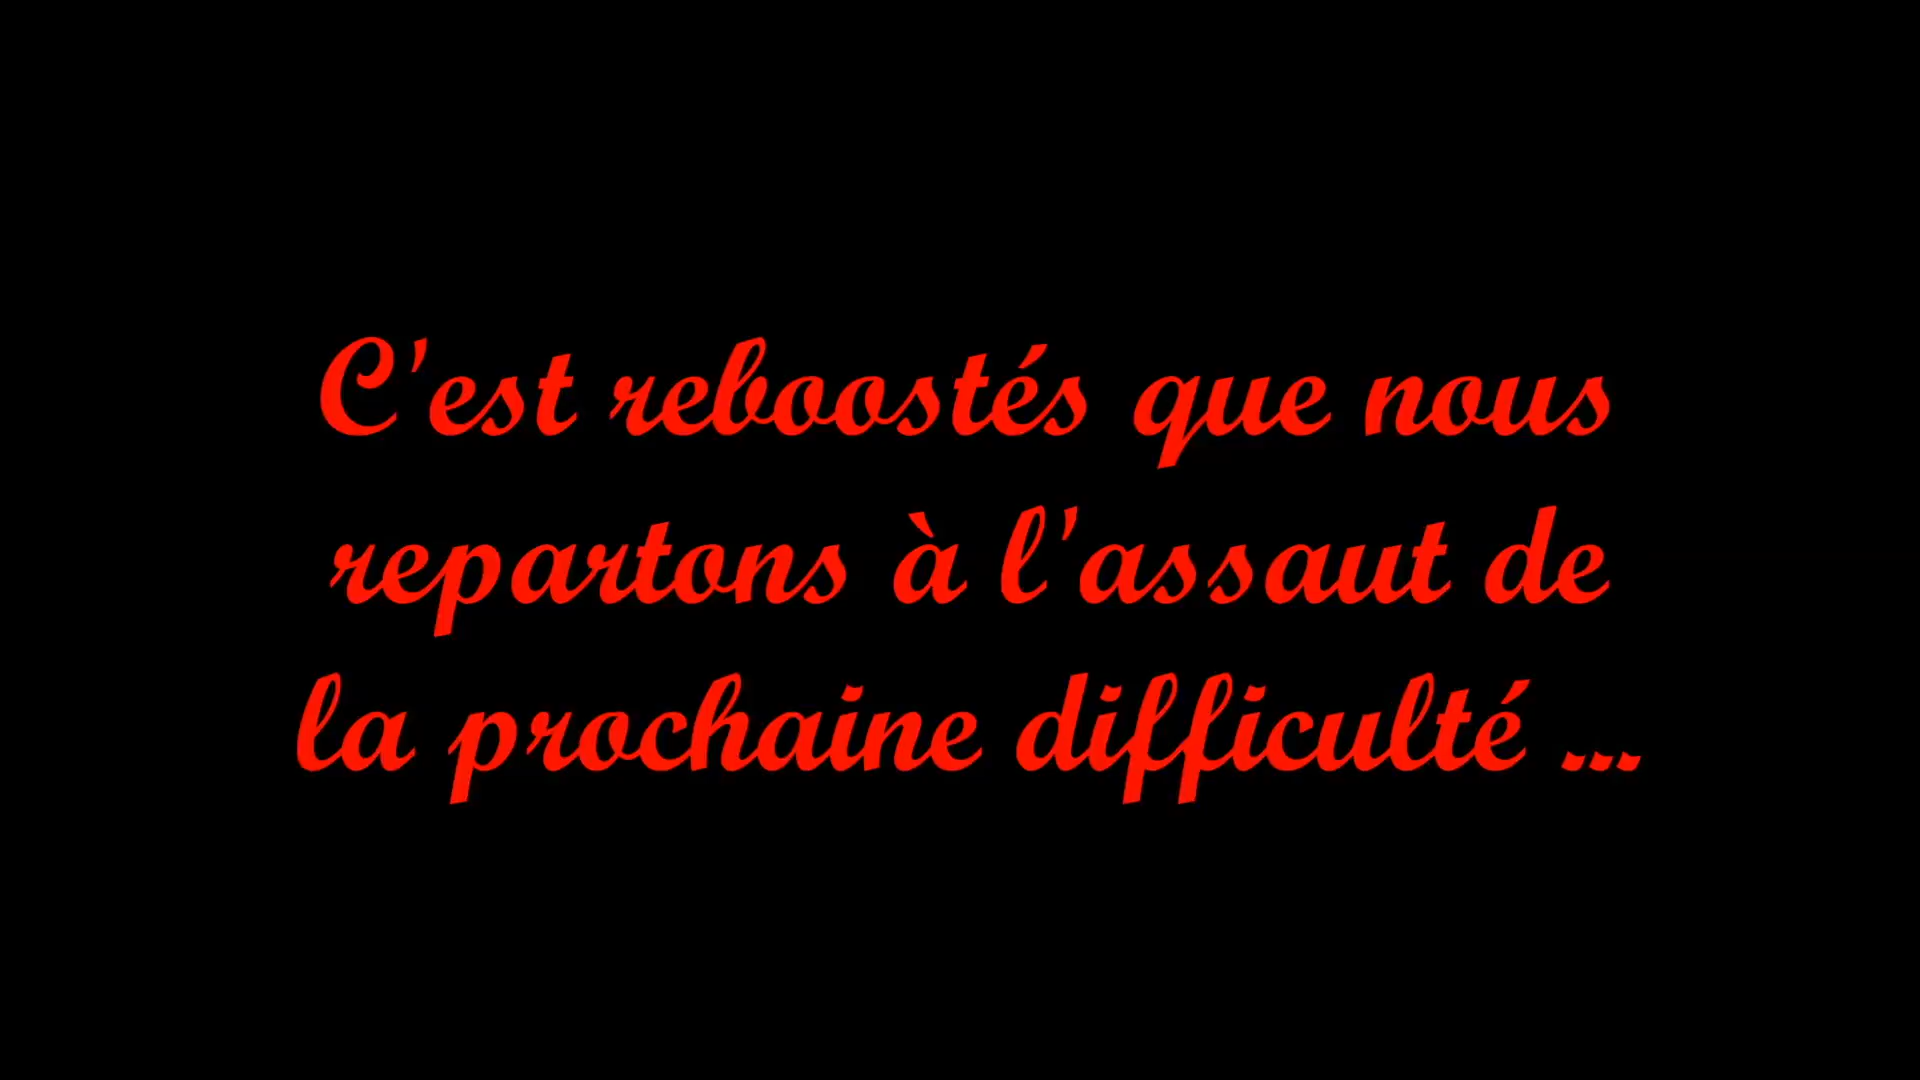 C'est reboostés que nous
repartons à l'assaut de
la prochaine difficulté ...